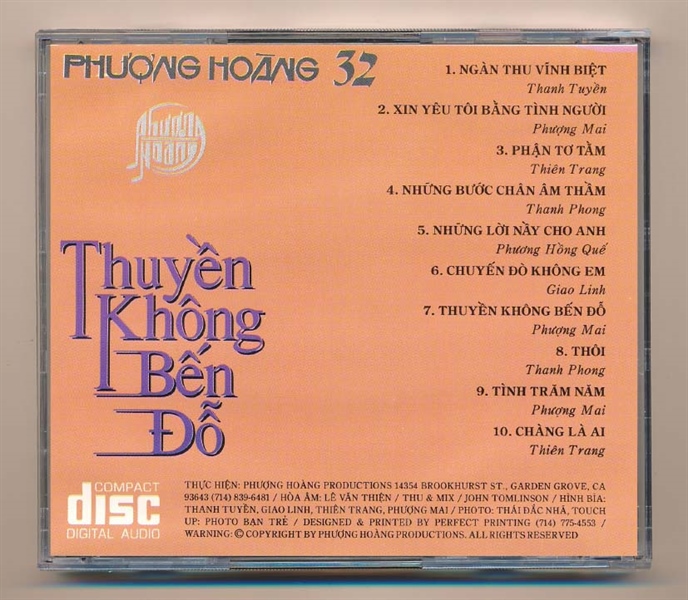 PHƯỢNG HOÀNG 32
Phượng
Hoàng
Thuyền
Không
Bến
Đỗ
1. NGÀN THU VĨNH BIỆT
Thanh Tuyền
2. XIN YÊU TÔI BẰNG TÌNH NGƯỜI
Phượng Mai
3. PHẬN TƠ TẰM
Thiên Trang
4. NHỮNG BƯỚC CHÂN ÂM THẦM
Thanh Phong
5. NHỮNG LỜI NẦY CHO ANH
Phương Hồng Quế
6. CHUYẾN ĐÒ KHÔNG EM
Giao Linh
7. THUYỀN KHÔNG BẾN ĐỖ
Phượng Mai
8. THÔI
Thanh Phong
9. TÌNH TRĂM NĂM
Phượng Mai
10. CHÀNG LÀ AI
Thiên Trang
COMPACT
disc
DIGITAL AUDIO
THỰC HIỆN: PHƯỢNG HOÀNG PRODUCTIONS 14354 BROOKHURST ST., GARDEN GROVE, CA
93643 (714) 839-6481 / HÒA ÂM: LÊ VĂN THIỆN / THU & MIX / JOHN TOMLINSON / HÌNH BÌA:
THANH TUYỀN, GIAO LINH, THIÊN TRANG, PHƯỢNG MAI / PHOTO: THÁI ĐẮC NHÃ, TOUCH
UP: PHOTO BẠN TRẺ / DESIGNED & PRINTED BY PERFECT PRINTING (714) 775-4553 /
WARNING: © COPYRIGHT BY PHƯỢNG HOÀNG PRODUCTIONS. ALL RIGHTS RESERVED